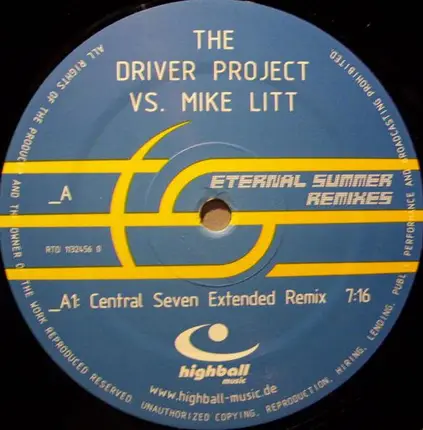 THE
DRIVER PROJECT
VS. MIKE LITT
_A
ETERNAL SUMMER
REMIXES
RTD 1132456 0
_A1: Central Seven Extended Remix 7:16
highball
music
www.highball-music.de
ALL RIGHTS OF THE PRODUCER AND THE OWNER OF THE WORK REPRODUCED RESERVED. UNAUTHORIZED COPYING, REPRODUCTION, HIRING, LENDING, PUBLIC PERFORMANCE AND BROADCASTING PROHIBITED.